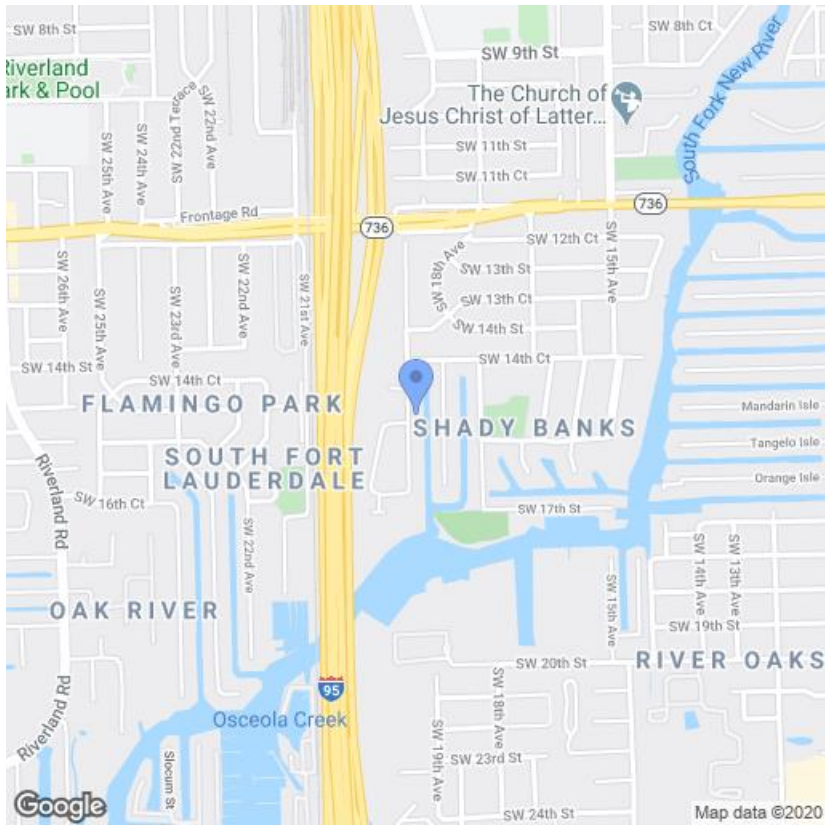 SW 8th St
SW 8th Ct
SW 9th St
Riverland
ark & Pool
SW 22nd Terrace
SW 22nd Ave
The Church of
Jesus Christ of Latter...
South Fork New River
SW 25th Ave
SW 24th Ave
SW 11th St
SW 11th Ct
Frontage Rd
736
736
SW 12th Ct
SW 15th Ave
SW 26th Ave
SW 25th Ave
SW 23rd Ave
SW 22nd Ave
SW 21st Ave
SW 18th Ave
SW 13th St
SW 13th Ct
SW 14th St
SW 14th Ct
SW 14th St
SW 14th Ct
FLAMINGO PARK
SHADY BANKS
Mandarin Isle
Tangelo Isle
Orange Isle
SOUTH FORT
LAUDERDALE
Riverland Rd
SW 16th Ct
SW 22nd Ave
SW 17th St
SW 14th Ave
SW 13th Ave
SW 15th Ave
OAK RIVER
SW 19th St
SW 20th St
RIVER OAKS
Riverland Rd
95
Osceola Creek
SW 19th Ave
SW 18th Ave
Slocum St
SW 23rd St
SW 24th St
Google
Map data ©2020